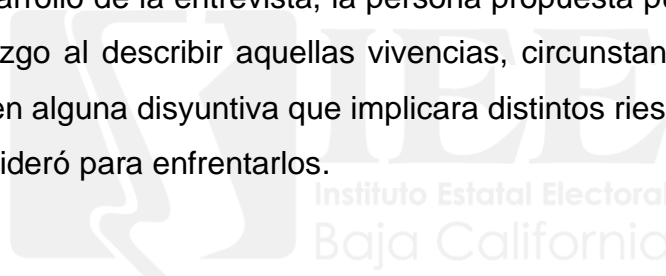 arrollo de la entrevista, la persona propuesta p
zgo al describir aquellas vivencias, circunstan
en alguna disyuntiva que implicara distintos ries
sideró para enfrentarlos.
IEE
Instituto Estatal Electoral
Baja California